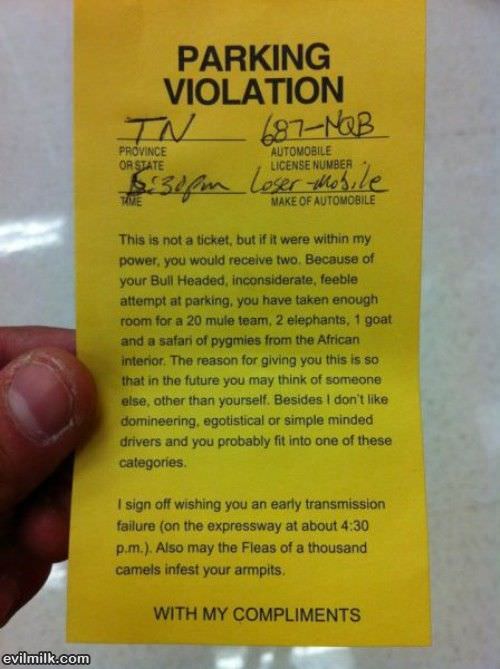 PARKING
VIOLATION
TN 687-NQB
PROVINCE AUTOMOBILE
OR STATE LICENSE NUMBER
5:30pm Loser-Mobile
TIME MAKE OF AUTOMOBILE
This is not a ticket, but if it were within my
power, you would receive two. Because of
your Bull Headed, inconsiderate, feeble
attempt at parking, you have taken enough
room for a 20 mule team, 2 elephants, 1 goat
and a safari of pygmies from the African
interior. The reason for giving you this is so
that in the future you may think of someone
else, other than yourself. Besides I don't like
domineering, egotistical or simple minded
drivers and you probably fit into one of these
categories.
I sign off wishing you an early transmission
failure (on the expressway at about 4:30
p.m.). Also may the Fleas of a thousand
camels infest your armpits.
WITH MY COMPLIMENTS
evilmilk.com